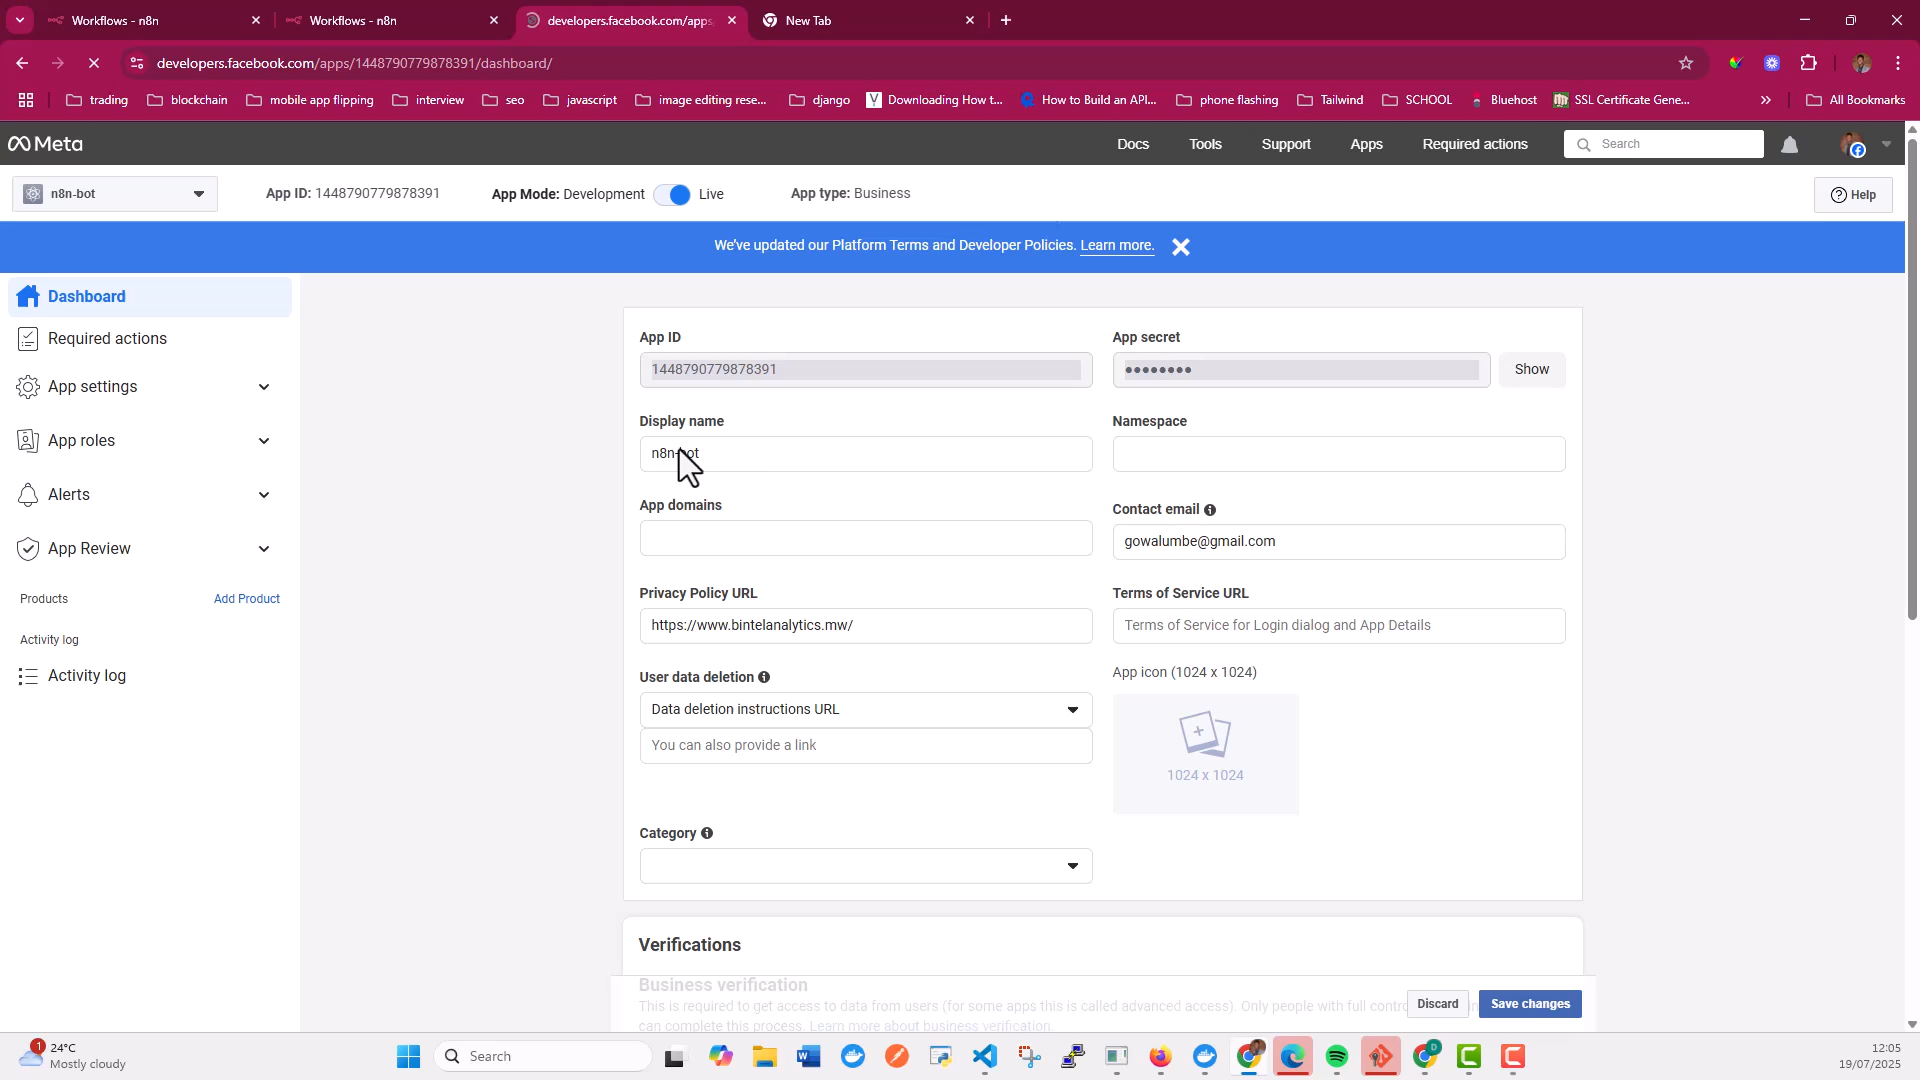 Workflows - n8n
Workflows - n8n
developers.facebook.com/apps
New Tab
developers.facebook.com/apps/1448790779878391/dashboard/
trading
blockchain
mobile app flipping
interview
seo
javascript
image editing rese...
django
Downloading How t...
How to Build an API...
phone flashing
Tailwind
SCHOOL
Bluehost
SSL Certificate Gene...
All Bookmarks
Meta
Docs
Tools
Support
Apps
Required actions
Search
n8n-bot
App ID: 1448790779878391
App Mode: Development
Live
App type: Business
Help
We've updated our Platform Terms and Developer Policies. Learn more.
Dashboard
Required actions
App settings
App roles
Alerts
App Review
Products
Add Product
Activity log
Activity log
App ID
1448790779878391
App secret
Show
Display name
Namespace
App domains
Contact email
gowalumbe@gmail.com
Privacy Policy URL
https://www.bintelanalytics.mw/
Terms of Service URL
Terms of Service for Login dialog and App Details
User data deletion
Data deletion instructions URL
You can also provide a link
App icon (1024 x 1024)
1024 x 1024
Category
Verifications
Business verification
This is required to get access to data from users (for some apps this is called advanced access). Only people with full
can complete this process. Learn more about business verification.
Discard
Save changes
1
24°C
Mostly cloudy
Search
12:05
19/07/2025